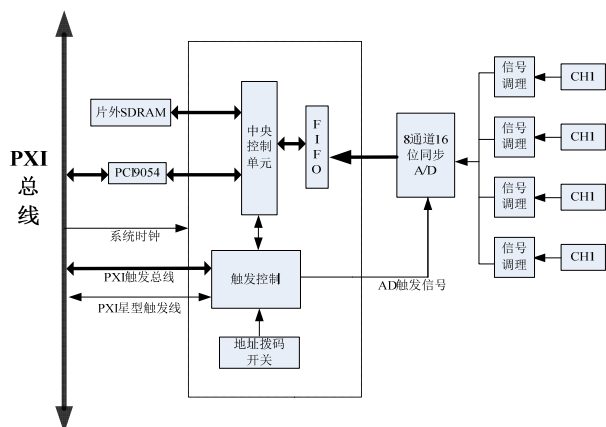 PXI
总
线
片外SDRAM
PCI9054
系统时钟
PXI触发总线
PXI星型触发线
中央
控制
单元
F
I
F
O
触发控制
地址拨码
开关
8通道16
位同步
A/D
AD触发信号
信号
调理
CH1
信号
调理
CH1
信号
调理
CH1
信号
调理
CH1